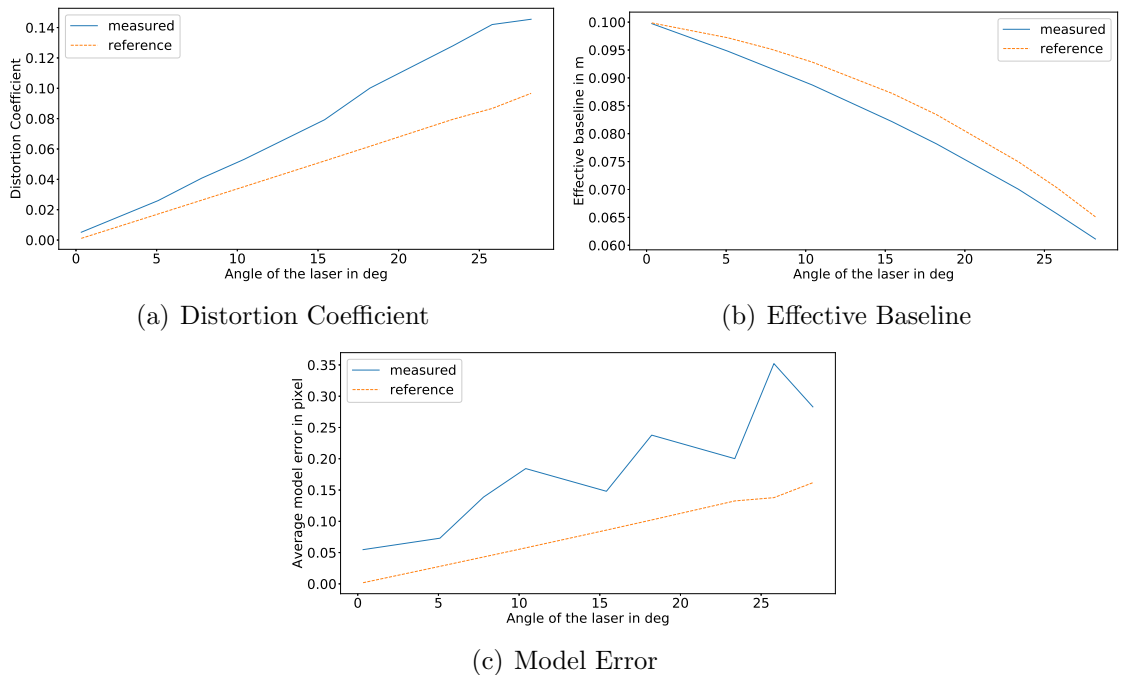 measured
reference
0.14
0.12
0.10
0.08
0.06
0.04
0.02
0.00
Distortion Coefficient
0 5 10 15 20 25
Angle of the laser in deg
(a) Distortion Coefficient
measured
reference
0.100
0.095
0.090
0.085
0.080
0.075
0.070
0.065
0.060
Effective baseline in m
0 5 10 15 20 25
Angle of the laser in deg
(b) Effective Baseline
measured
reference
0.35
0.30
0.25
0.20
0.15
0.10
0.05
0.00
Average model error in pixel
0 5 10 15 20 25
Angle of the laser in deg
(c) Model Error